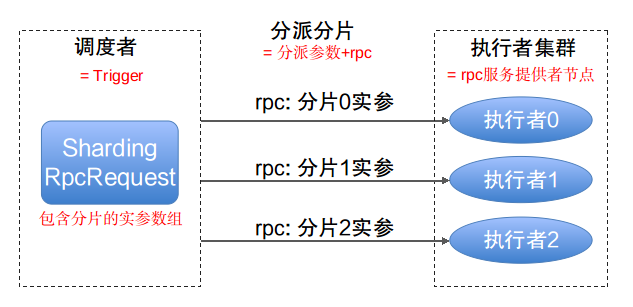 调度者
= Trigger
Sharding
RpcRequest
包含分片的实参数组
分派分片
= 分派参数+rpc
rpc: 分片0实参
rpc: 分片1实参
rpc: 分片2实参
执行者集群
= rpc服务提供者节点
执行者0
执行者1
执行者2